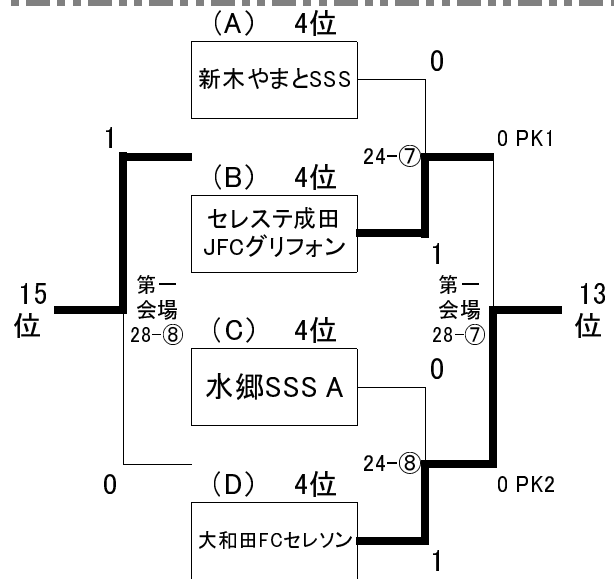 (A) 4位
0
新木やまとSSS
1
24-⑦
0 PK1
(B) 4位
セレステ成田
JFCグリフォン
1
15
位
第一
会場
28-⑧
第一
会場
28-⑦
13
位
(C) 4位
0
水郷SSS A
24-⑧
0
(D) 4位
0 PK2
大和田FCセレソン
1